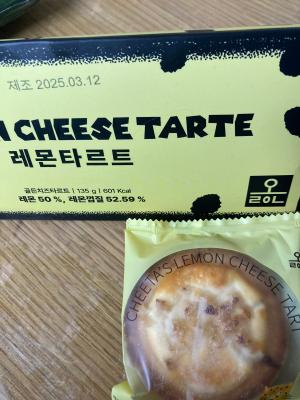 제조 2025.03.12
CHEESE TARTE
레몬타르트
골든치즈타르트 | 135 g | 601 Kcal
레몬 50 %, 레몬껍질 52.59 %
CHEETA'S LEMON CHEESE TART